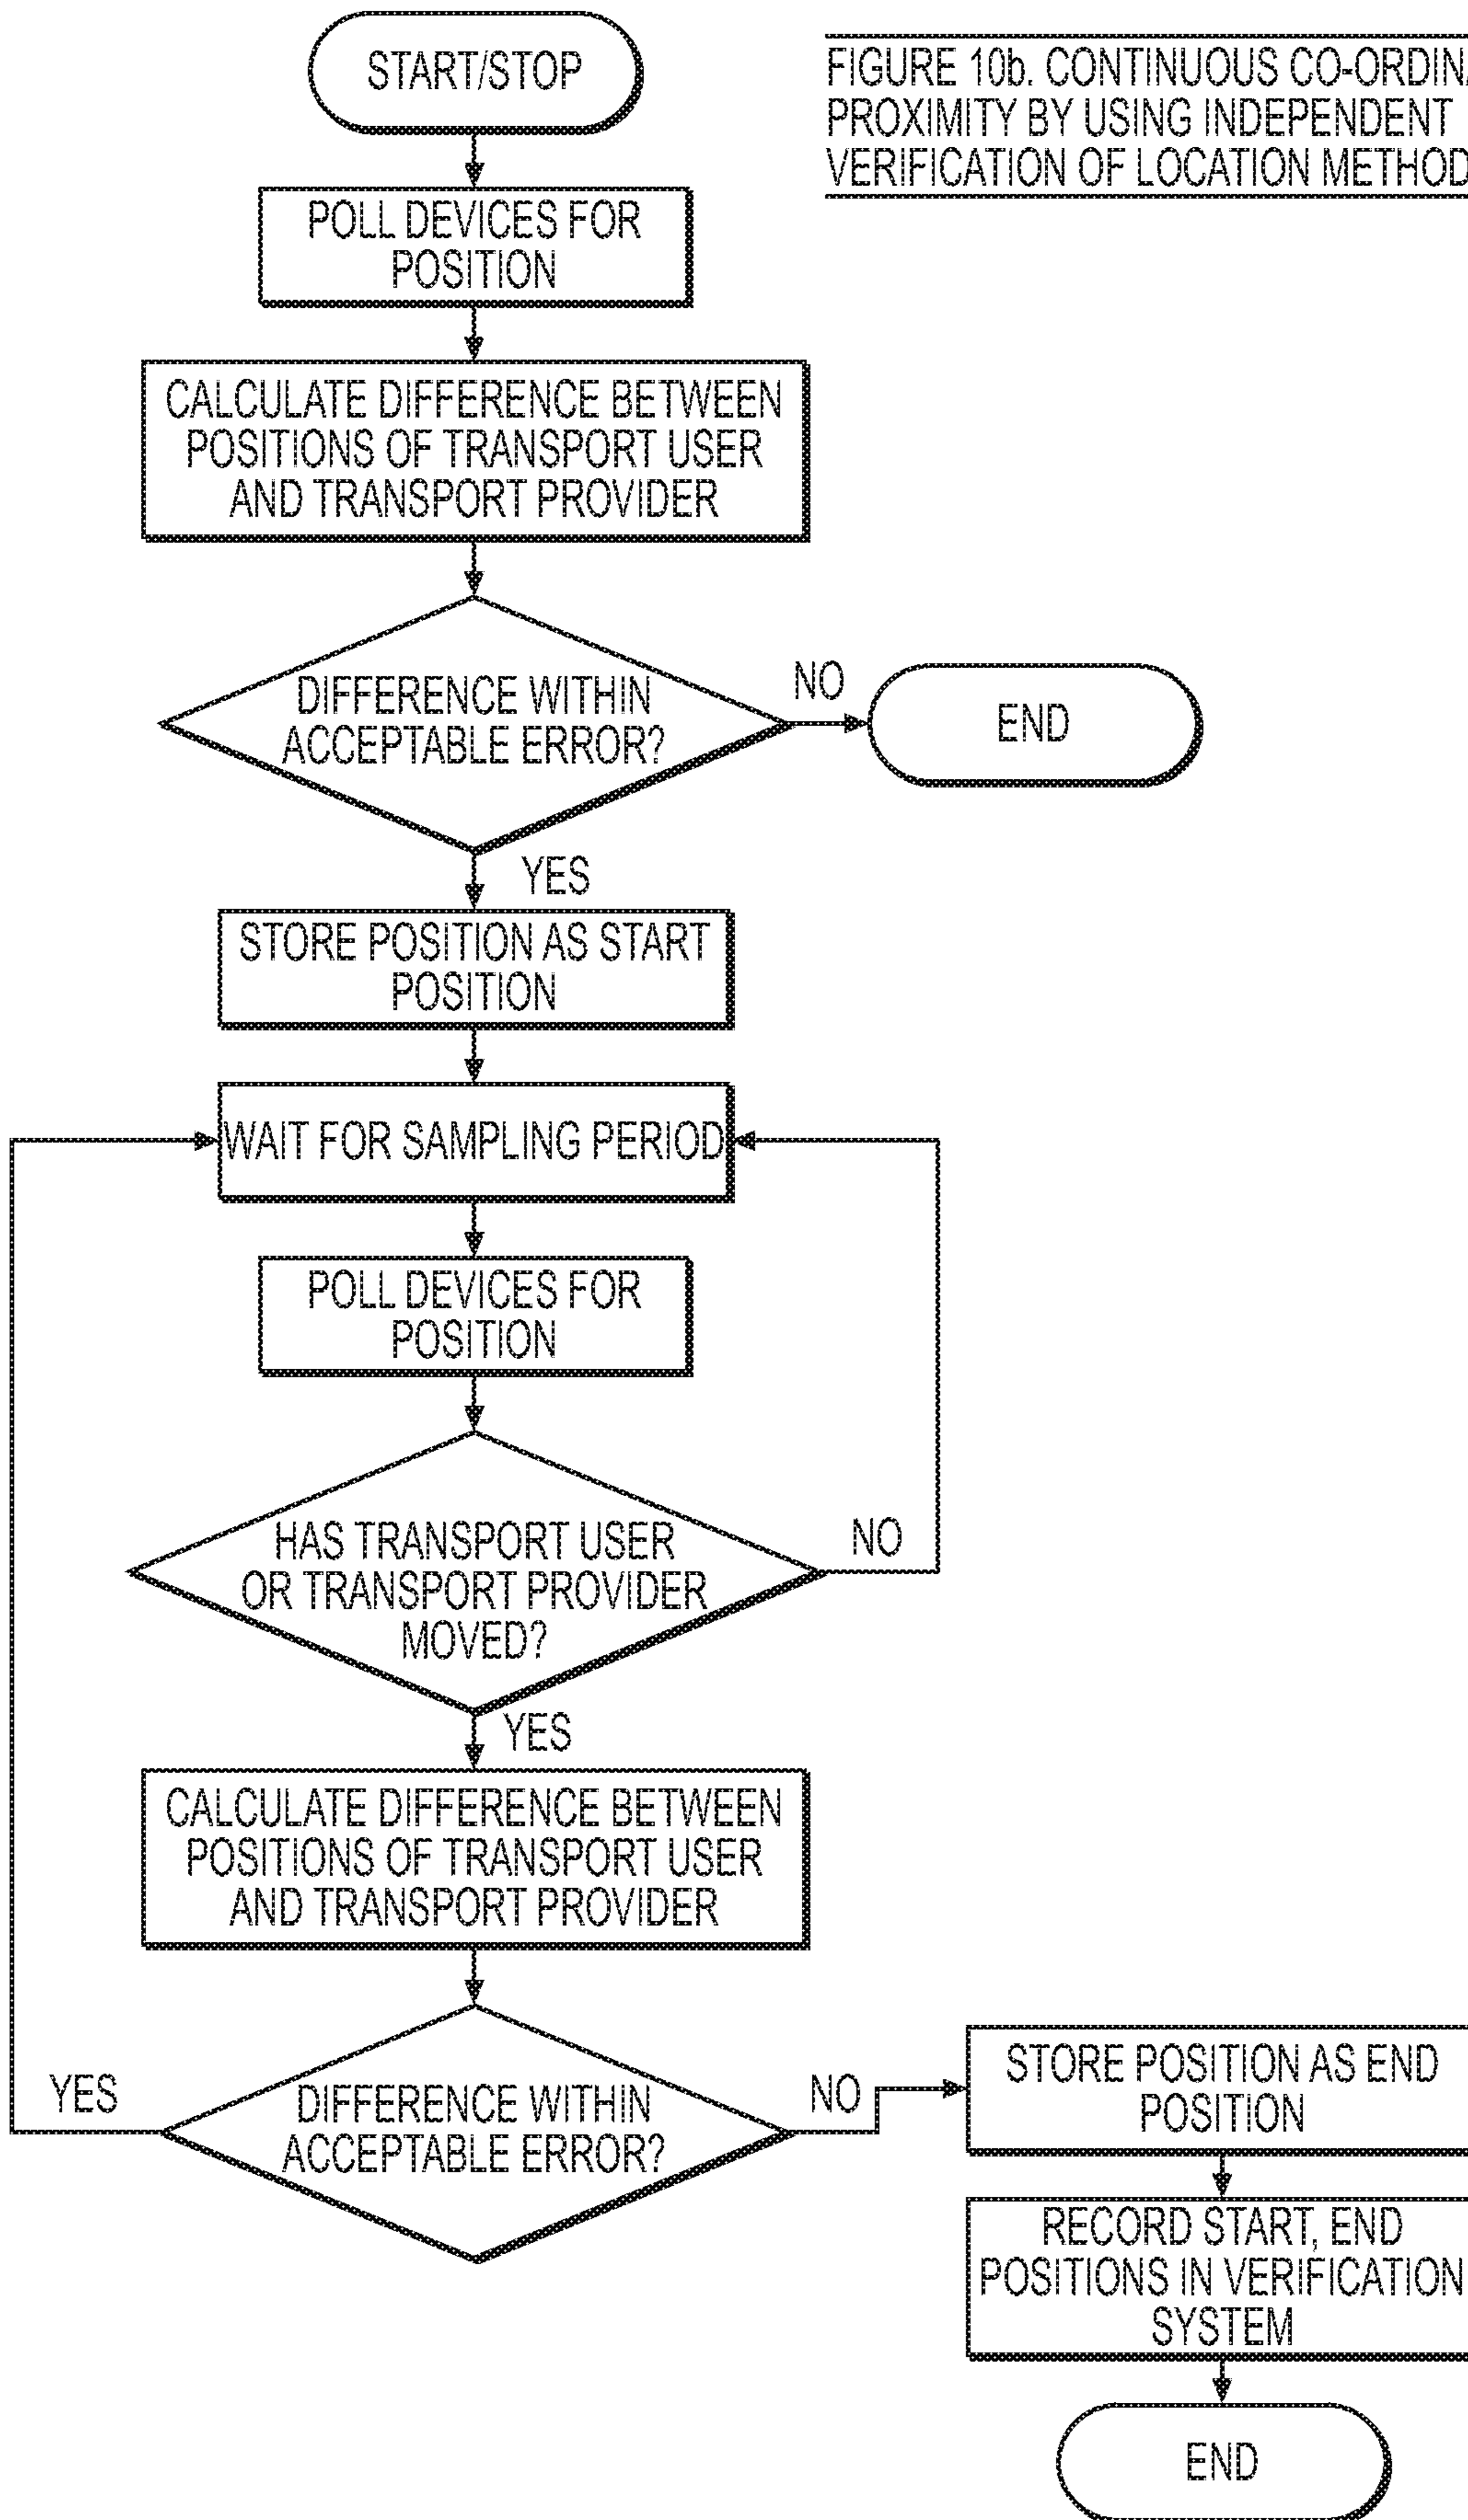 START/STOP
FIGURE 10b. CONTINUOUS
PROXIMITY BY USING INDEPENDENT
VERIFICATION OF LOCATION METHOD
POLL DEVICES FOR
POSITION
CALCULATE DIFFERENCE BETWEEN
POSITIONS OF TRANSPORT USER
AND TRANSPORT PROVIDER
DIFFERENCE WITHIN
ACCEPTABLE ERROR?
NO
END
YES
STORE POSITION AS START
POSITION
WAIT FOR SAMPLING PERIOD
POLL DEVICES FOR
POSITION
HAS TRANSPORT USER
OR TRANSPORT PROVIDER
MOVED?
NO
YES
CALCULATE DIFFERENCE BETWEEN
POSITIONS OF TRANSPORT USER
AND TRANSPORT PROVIDER
DIFFERENCE WITHIN
ACCEPTABLE ERROR?
YES
NO
STORE POSITION AS END
POSITION
RECORD START, END
POSITIONS IN VERIFICATION
SYSTEM
END